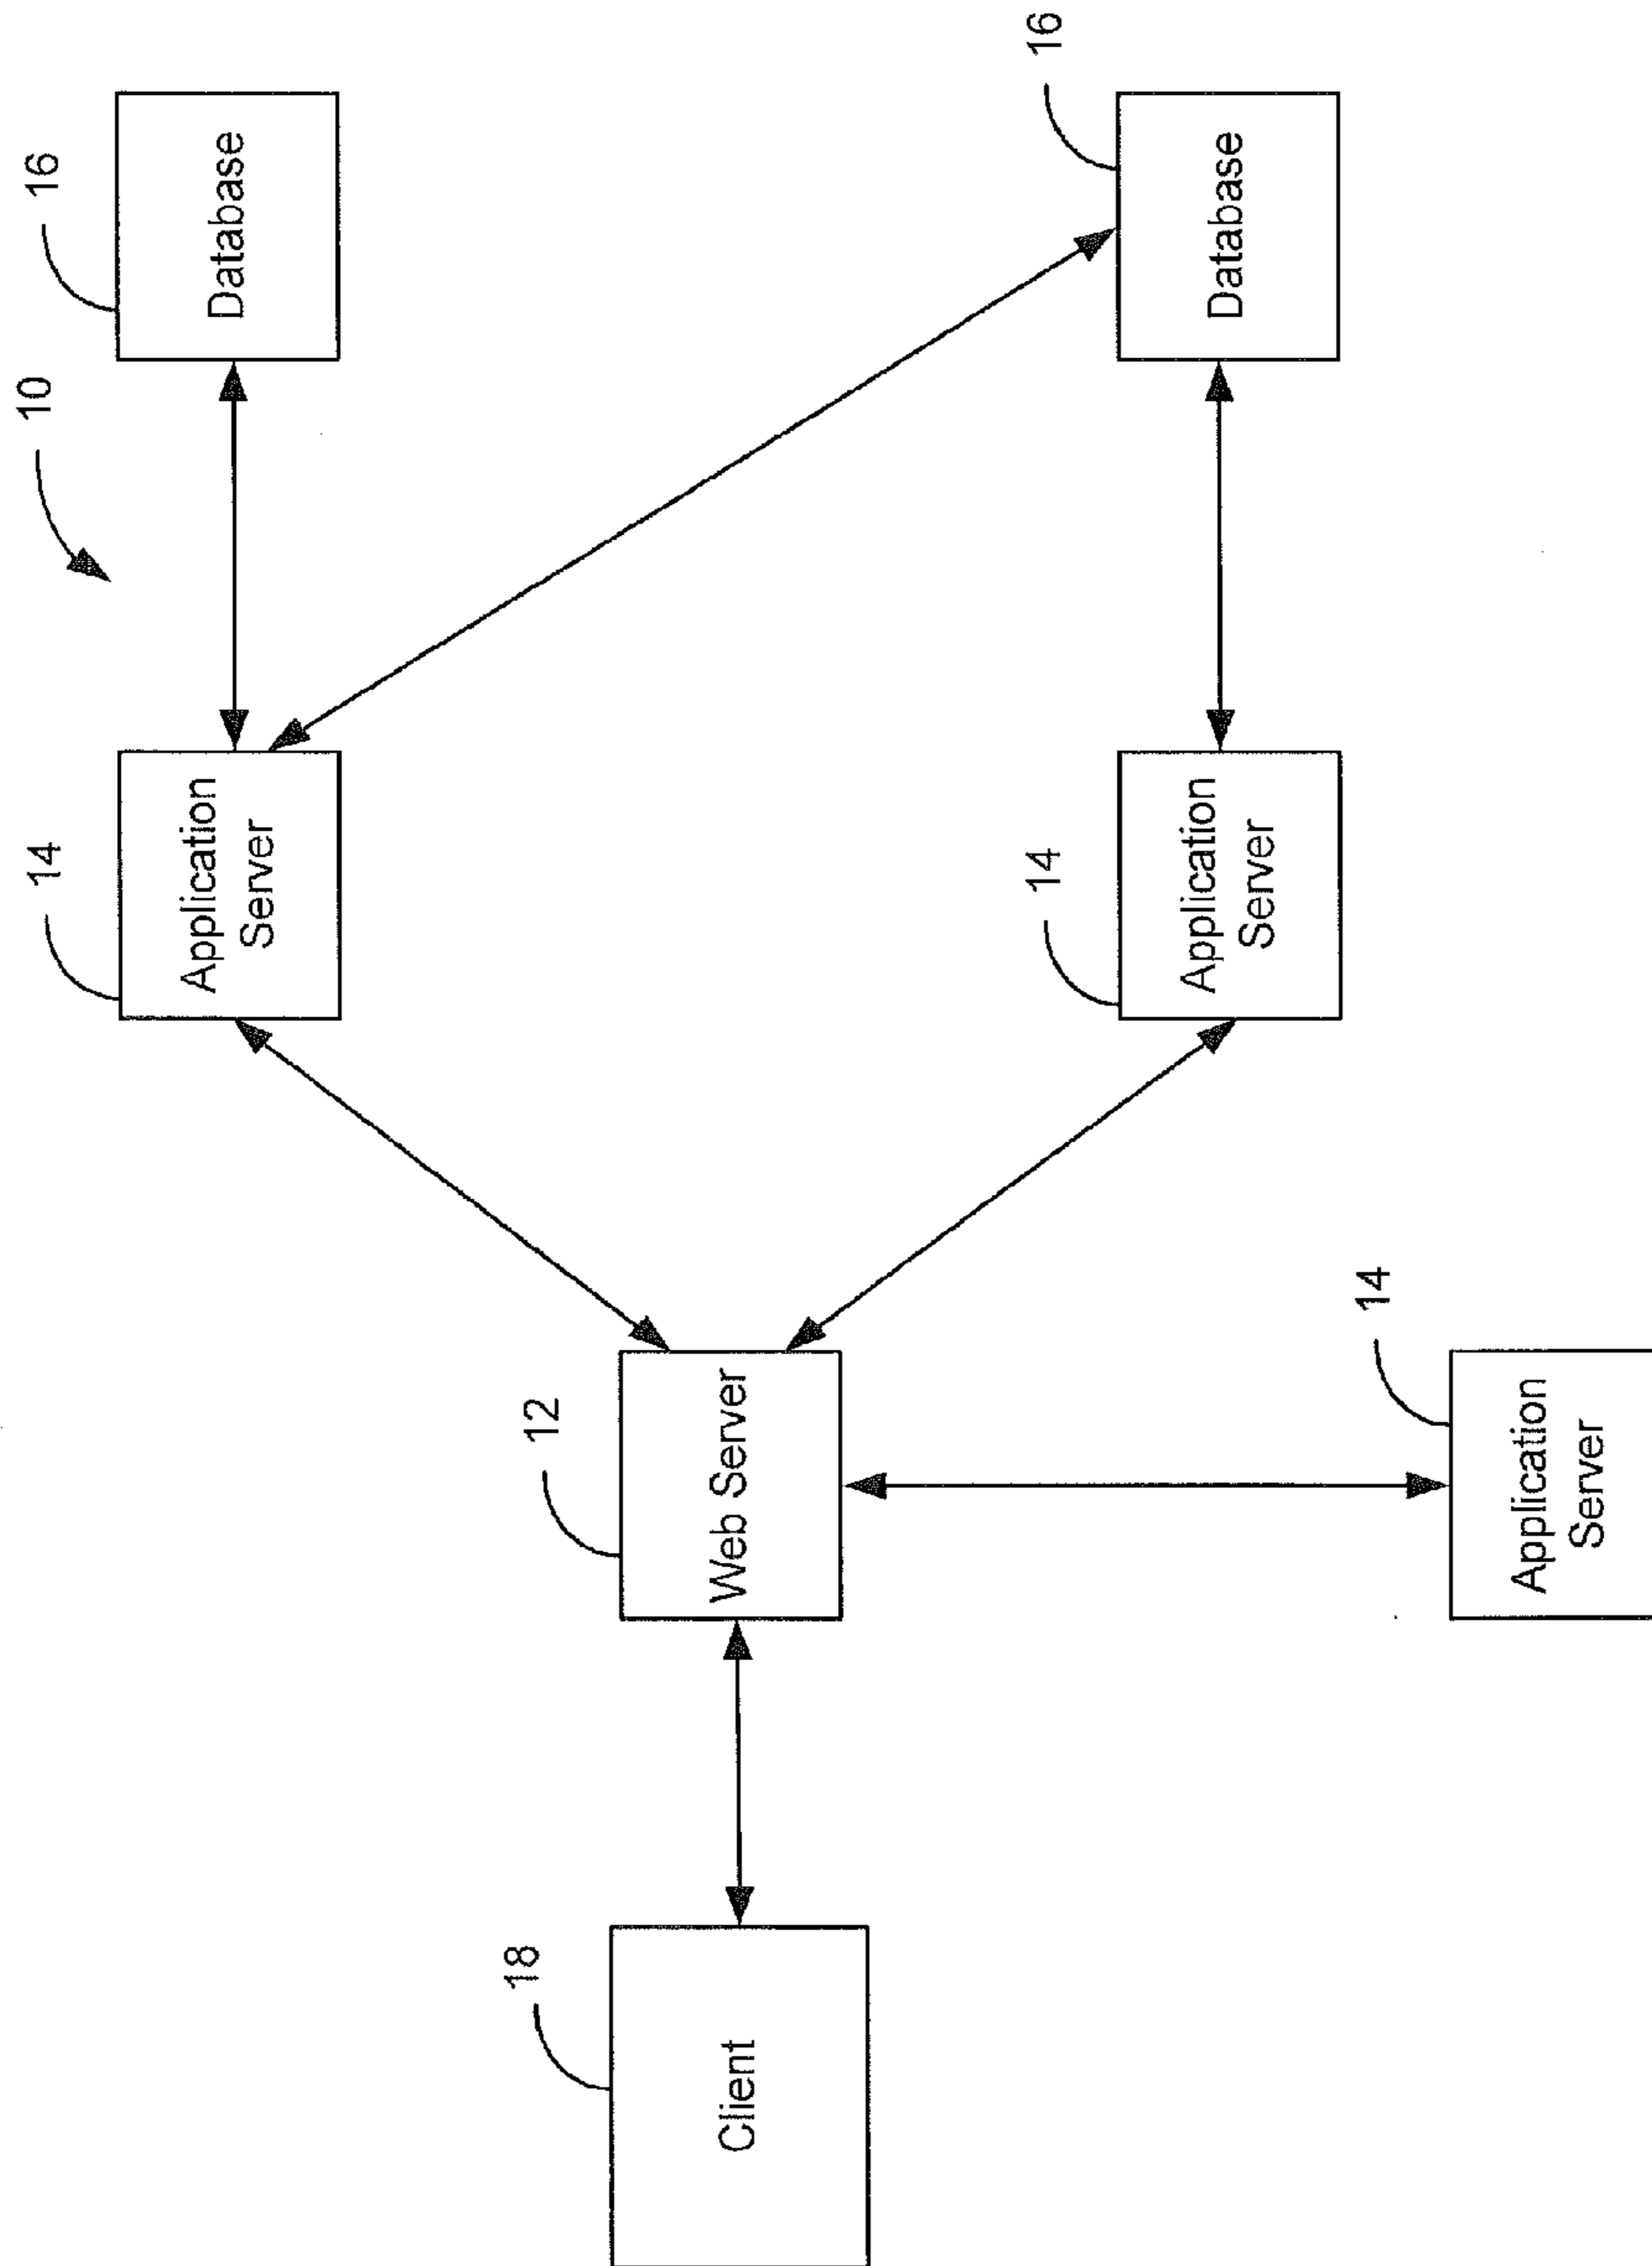 10
14
16
Application
Server
Database
18
12
Client
Web Server
14
16
Application
Server
Database
14
Application
Server